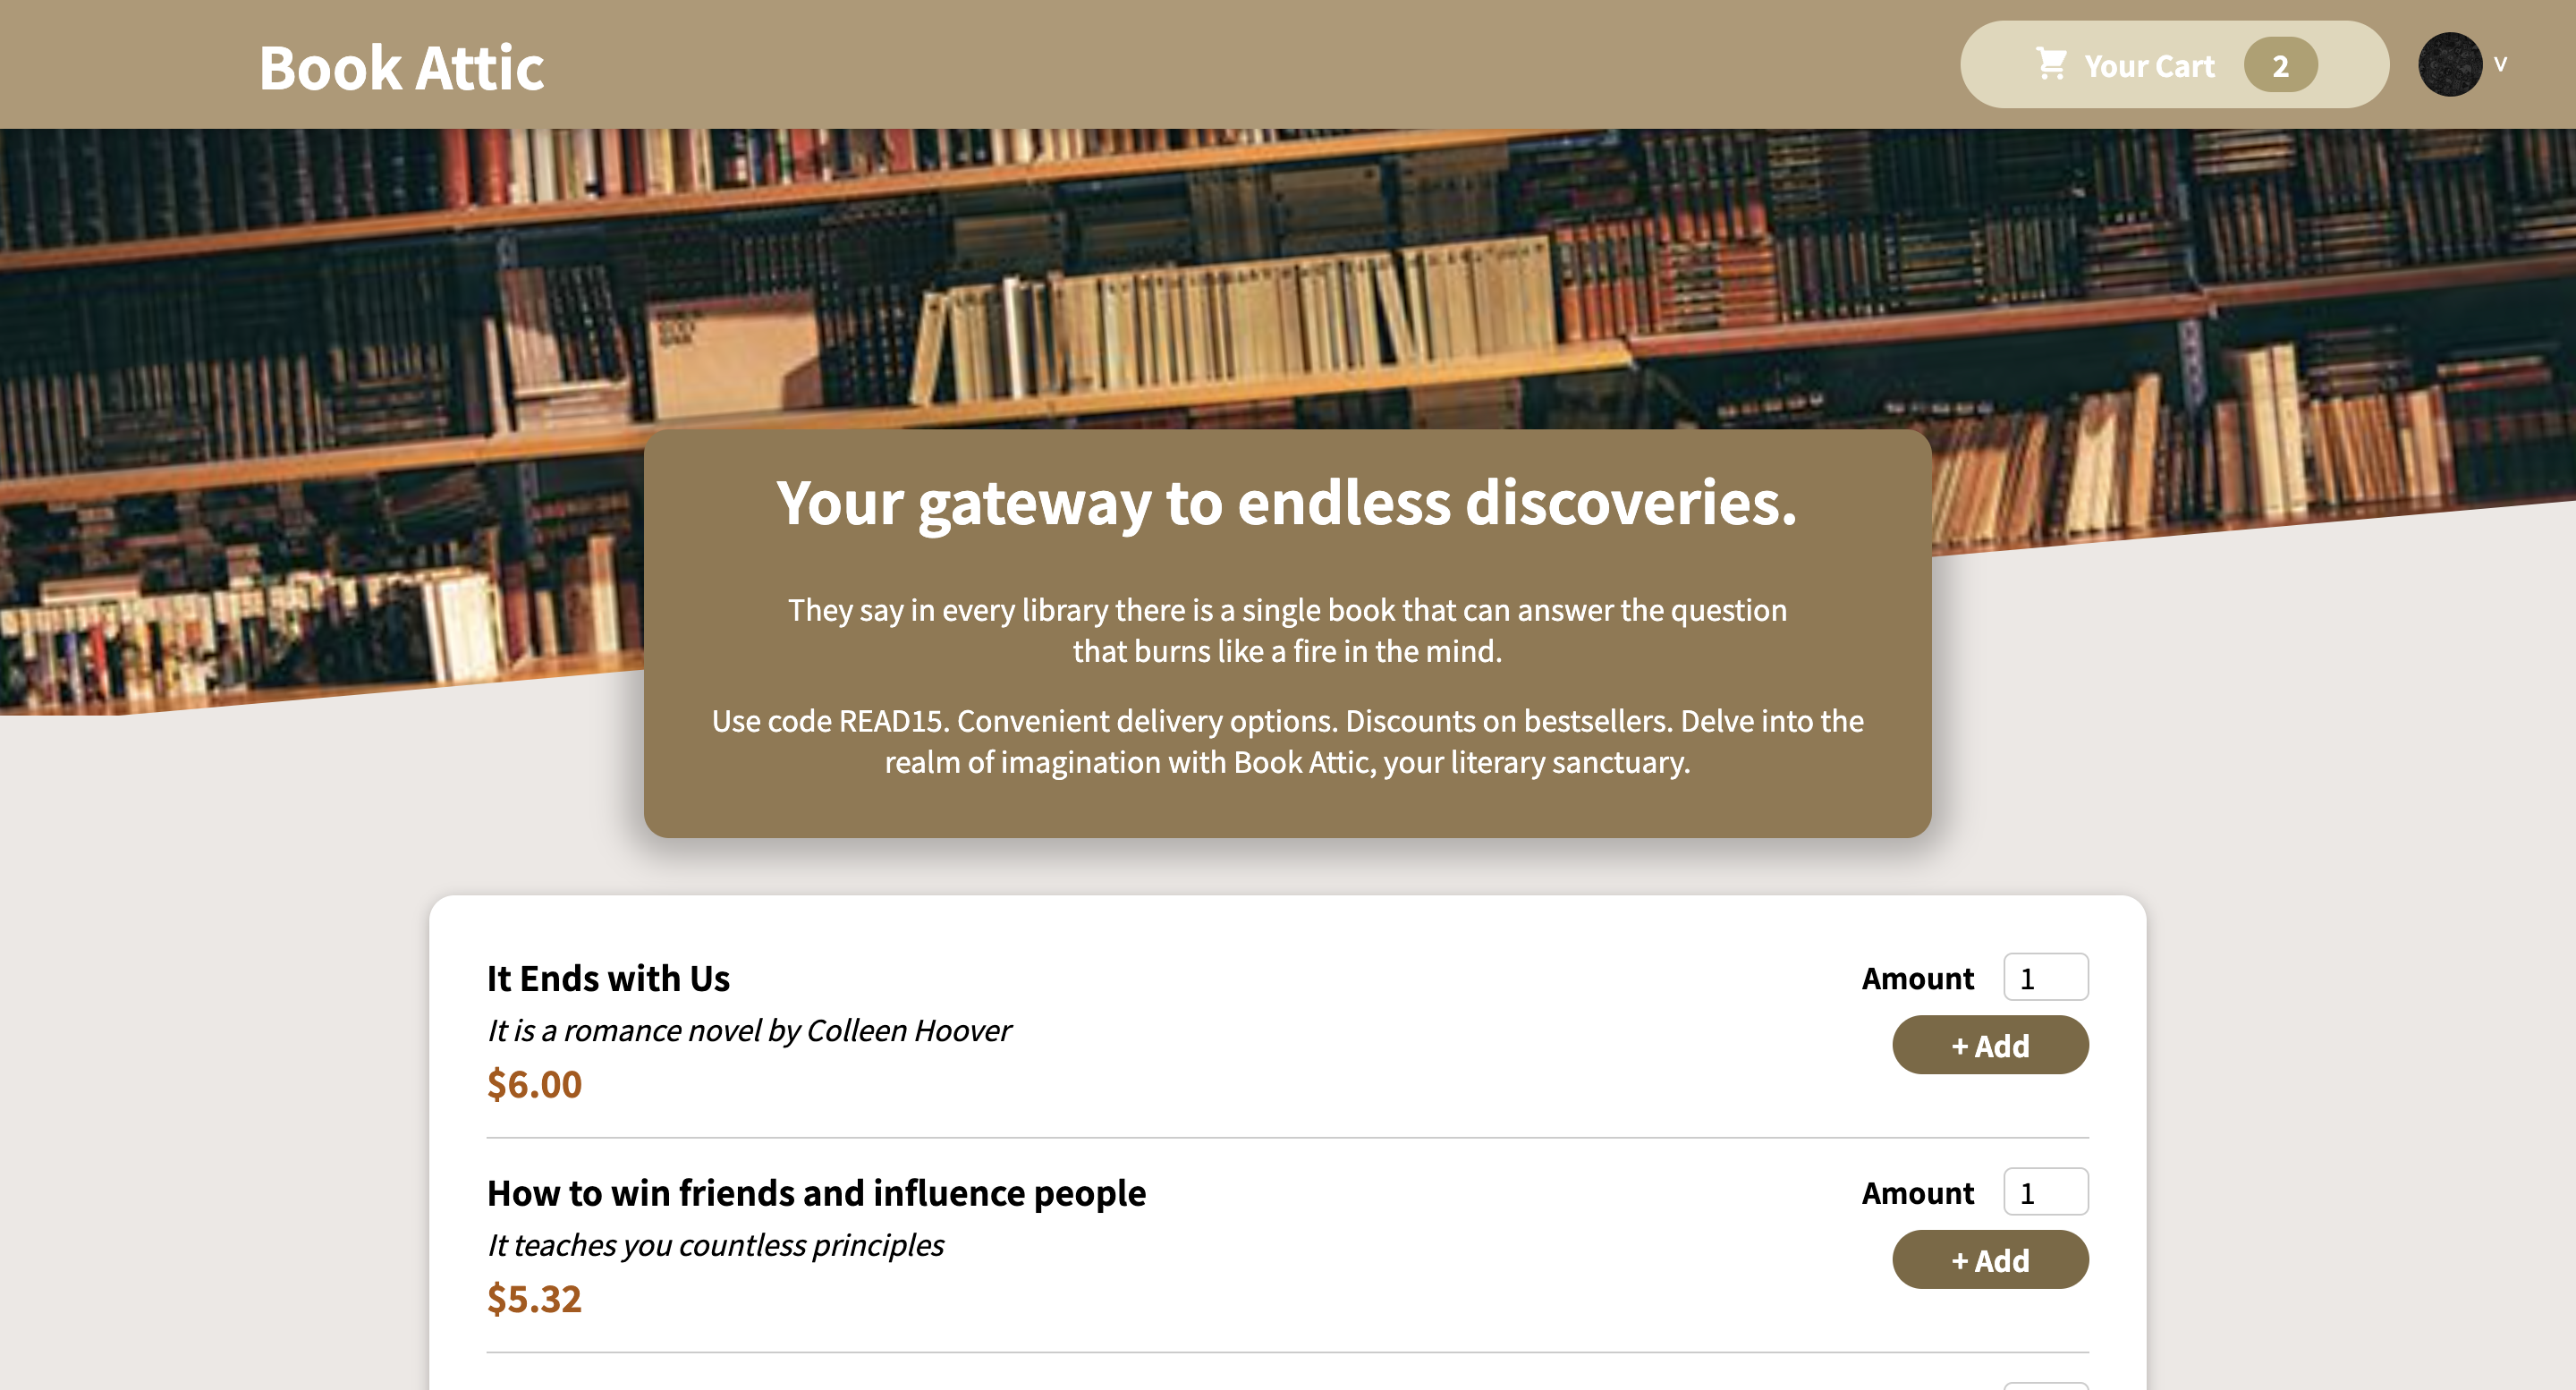 Book Attic
Your Cart 2
v
Your gateway to endless discoveries.
They say in every library there is a single book that can answer the question
that burns like a fire in the mind.
Use code READ15. Convenient delivery options. Discounts on bestsellers. Delve into the
realm of imagination with Book Attic, your literary sanctuary.
It Ends with Us
Amount 1
It is a romance novel by Colleen Hoover
+ Add
$6.00
How to win friends and influence people
Amount 1
It teaches you countless principles
+ Add
$5.32